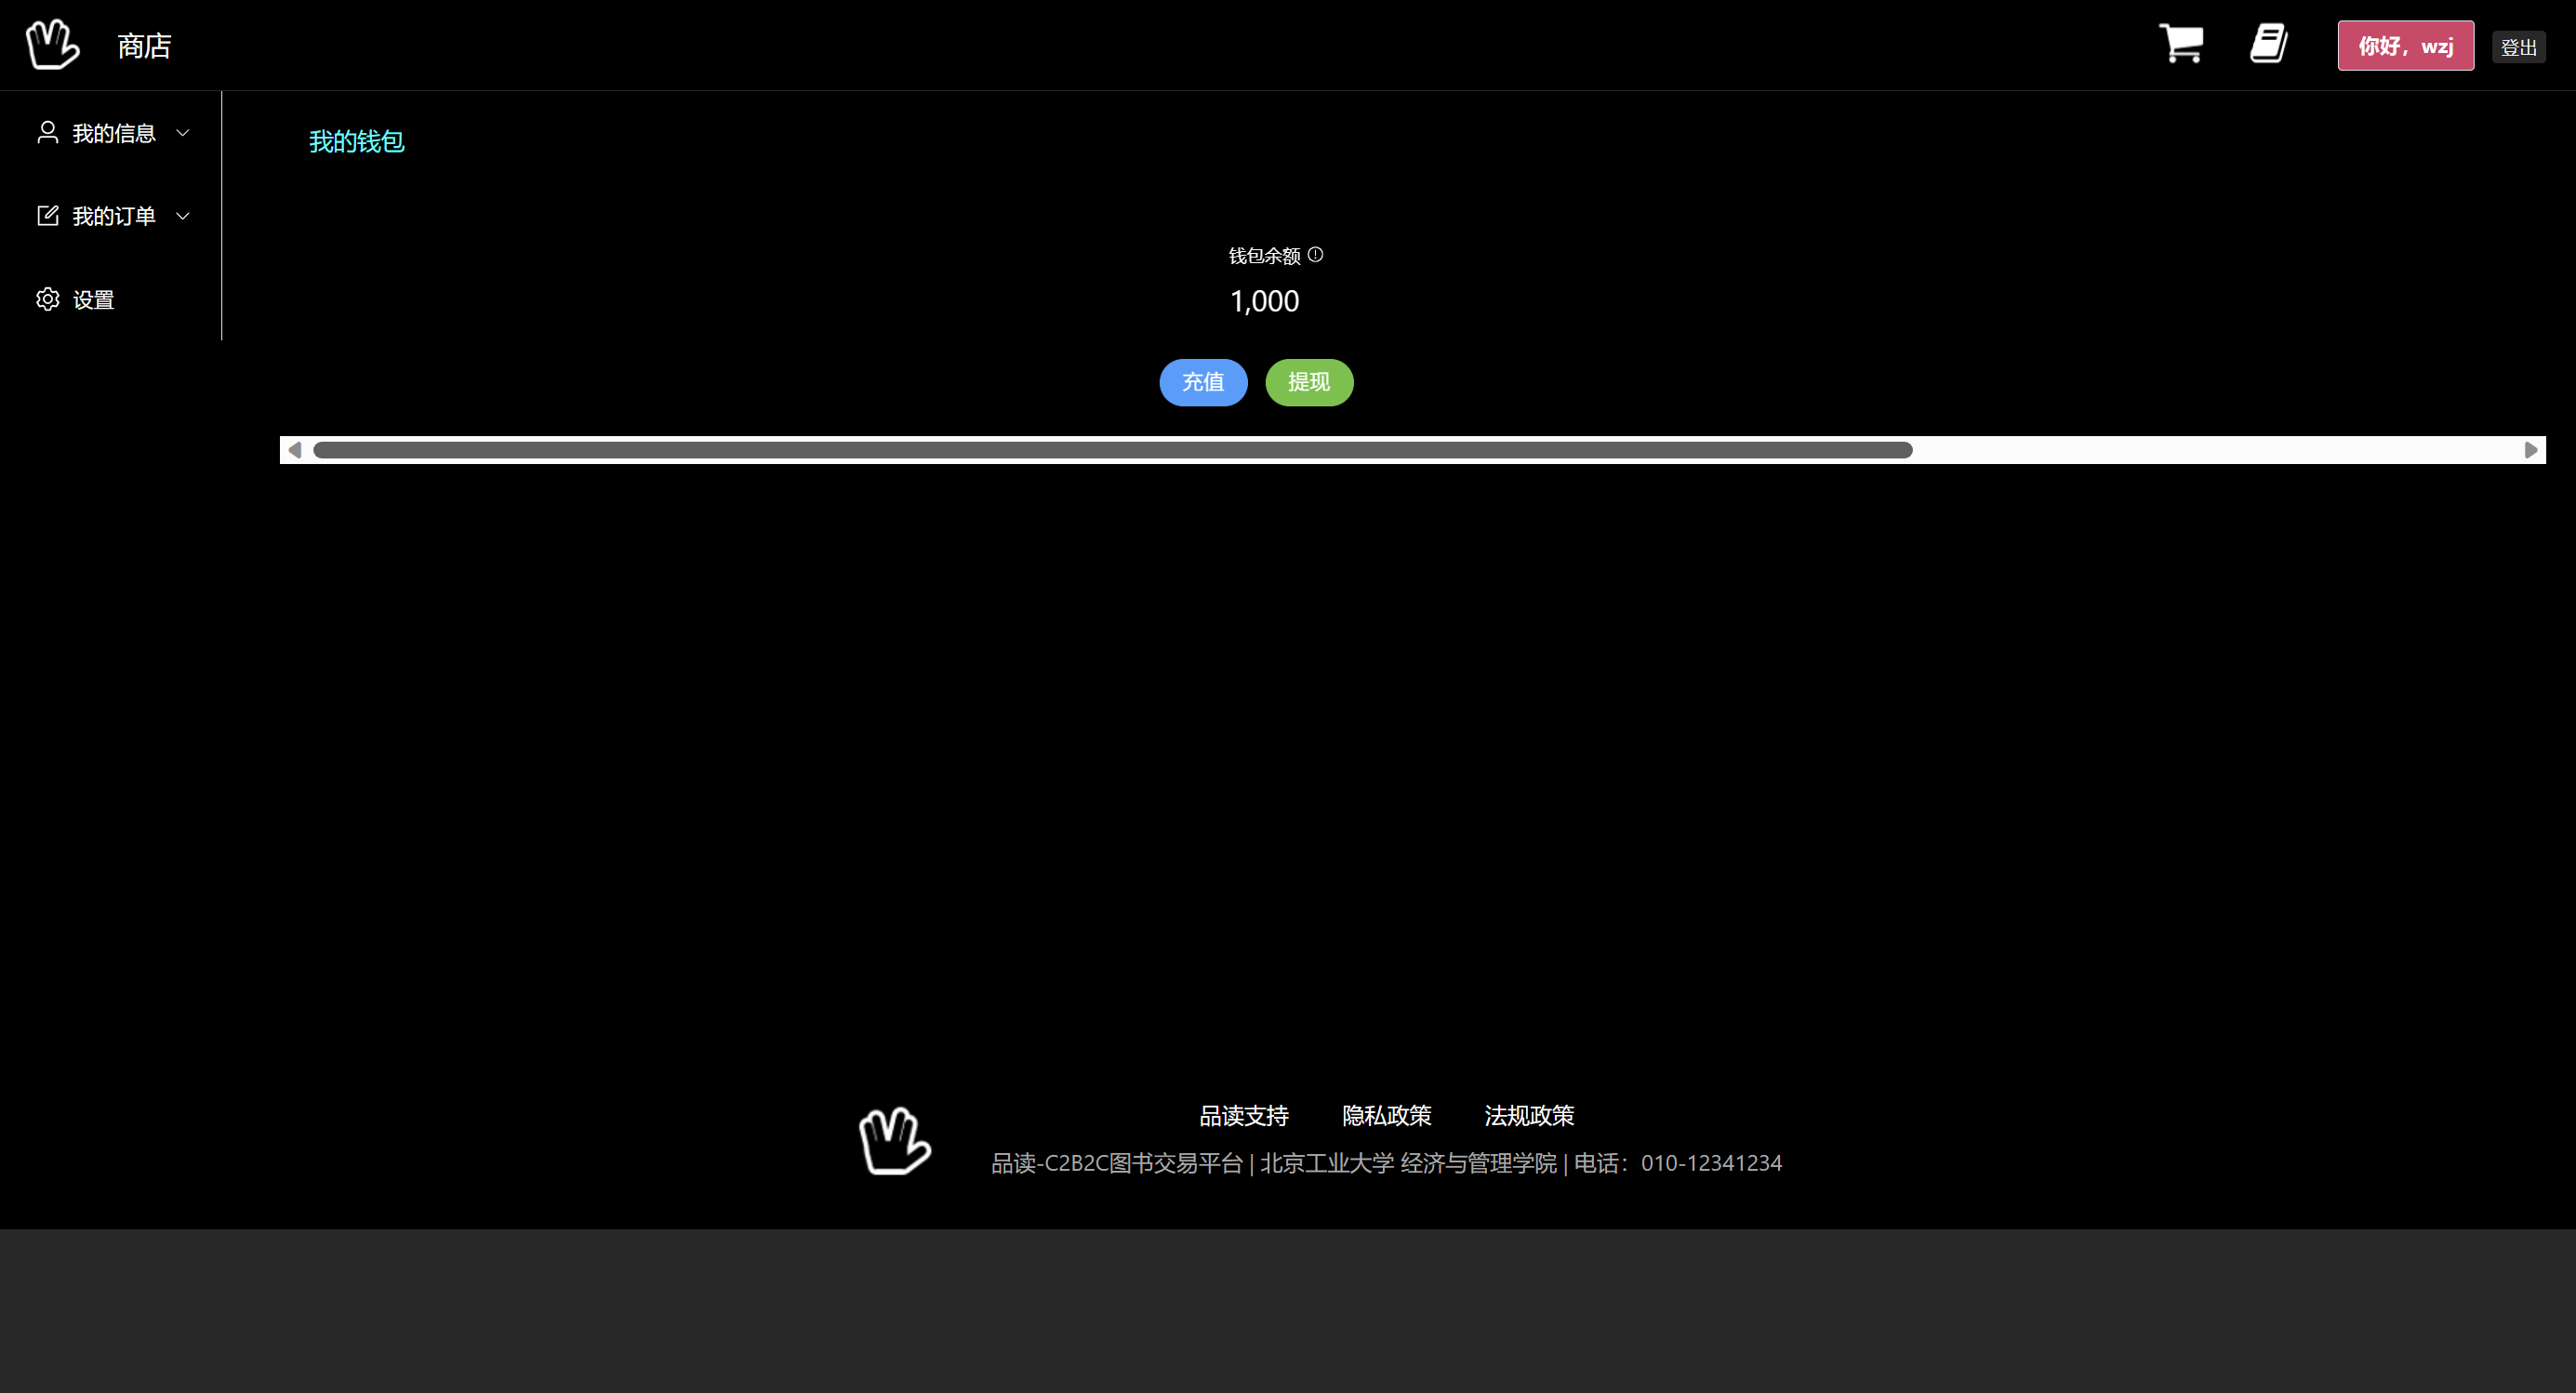 商店
你好，wzj
登出
我的信息
我的订单
设置
我的钱包
钱包余额
1,000
充值 提现
品读支持 隐私政策 法规政策
品读-C2B2C图书交易平台 | 北京工业大学 经济与管理学院 | 电话：010-12341234